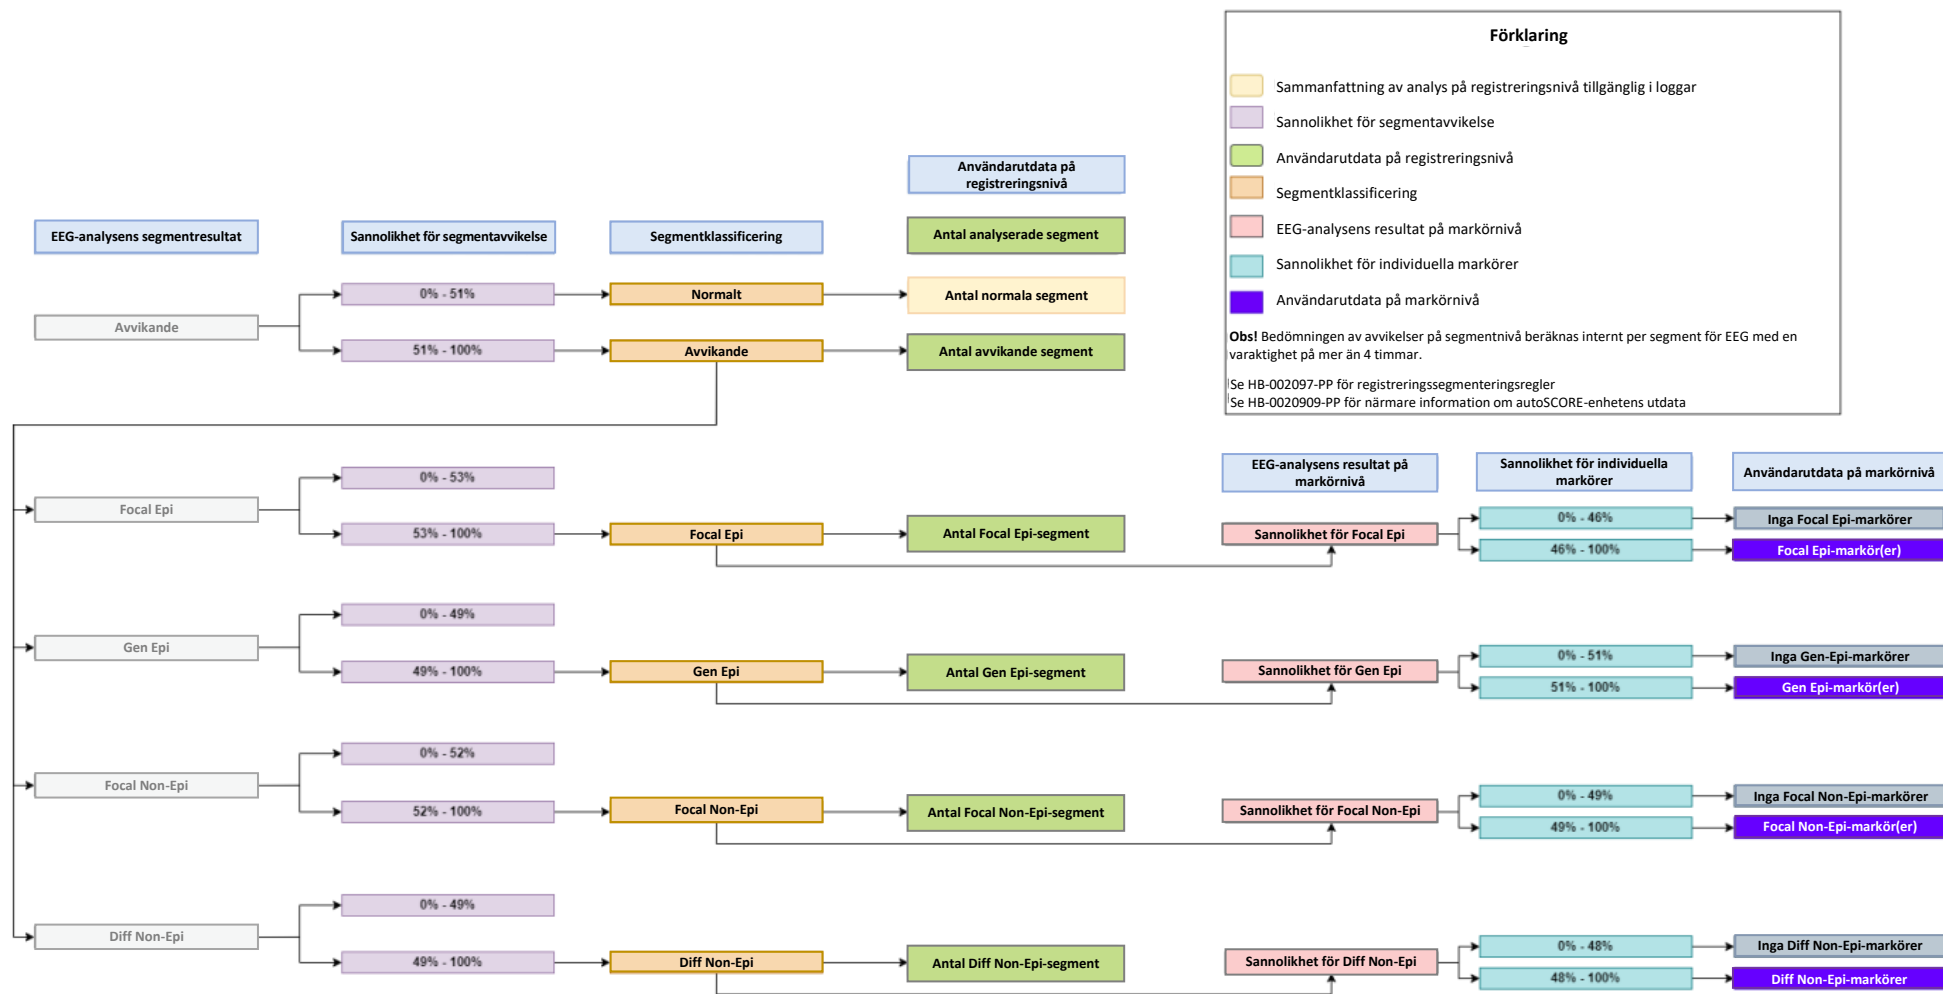 Förklaring
Sammanfattning av analys på registreringsnivå tillgänglig i loggar
Sannolikhet för segmentavvikelse
Användarutdata på registreringsnivå
Segmentklassificering
EEG-analysens resultat på markörnivå
Sannolikhet för individuella markörer
Användarutdata på markörnivå
Obs! Bedömningen av avvikelser på segmentnivå beräknas internt per segment för EEG med en
varaktighet på mer än 4 timmar.
Se HB-002097-PP för registreringssegmenteringsregler
Se HB-0020909-PP för närmare information om autoSCORE-enhetens utdata
EEG-analysens segmentresultat
Sannolikhet för segmentavvikelse
Segmentklassificering
Användarutdata på
registreringsnivå
Antal analyserade segment
Avvikande
0% - 51%
Normalt
Antal normala segment
51% - 100%
Avvikande
Antal avvikande segment
EEG-analysens resultat på
markörnivå
Sannolikhet för individuella
markörer
Användarutdata på markörnivå
Focal Epi
0% - 53%
53% - 100%
Focal Epi
Antal Focal Epi-segment
Sannolikhet för Focal Epi
0% - 46%
Inga Focal Epi-markörer
46% - 100%
Focal Epi-markör(er)
Gen Epi
0% - 49%
49% - 100%
Gen Epi
Antal Gen Epi-segment
Sannolikhet för Gen Epi
0% - 51%
Inga Gen-Epi-markörer
51% - 100%
Gen Epi-markör(er)
Focal Non-Epi
0% - 52%
52% - 100%
Focal Non-Epi
Antal Focal Non-Epi-segment
Sannolikhet för Focal Non-Epi
0% - 49%
Inga Focal Non-Epi-markörer
49% - 100%
Focal Non-Epi-markör(er)
Diff Non-Epi
0% - 49%
49% - 100%
Diff Non-Epi
Antal Diff Non-Epi-segment
Sannolikhet för Diff Non-Epi
0% - 48%
Inga Diff Non-Epi-markörer
48% - 100%
Diff Non-Epi-markörer